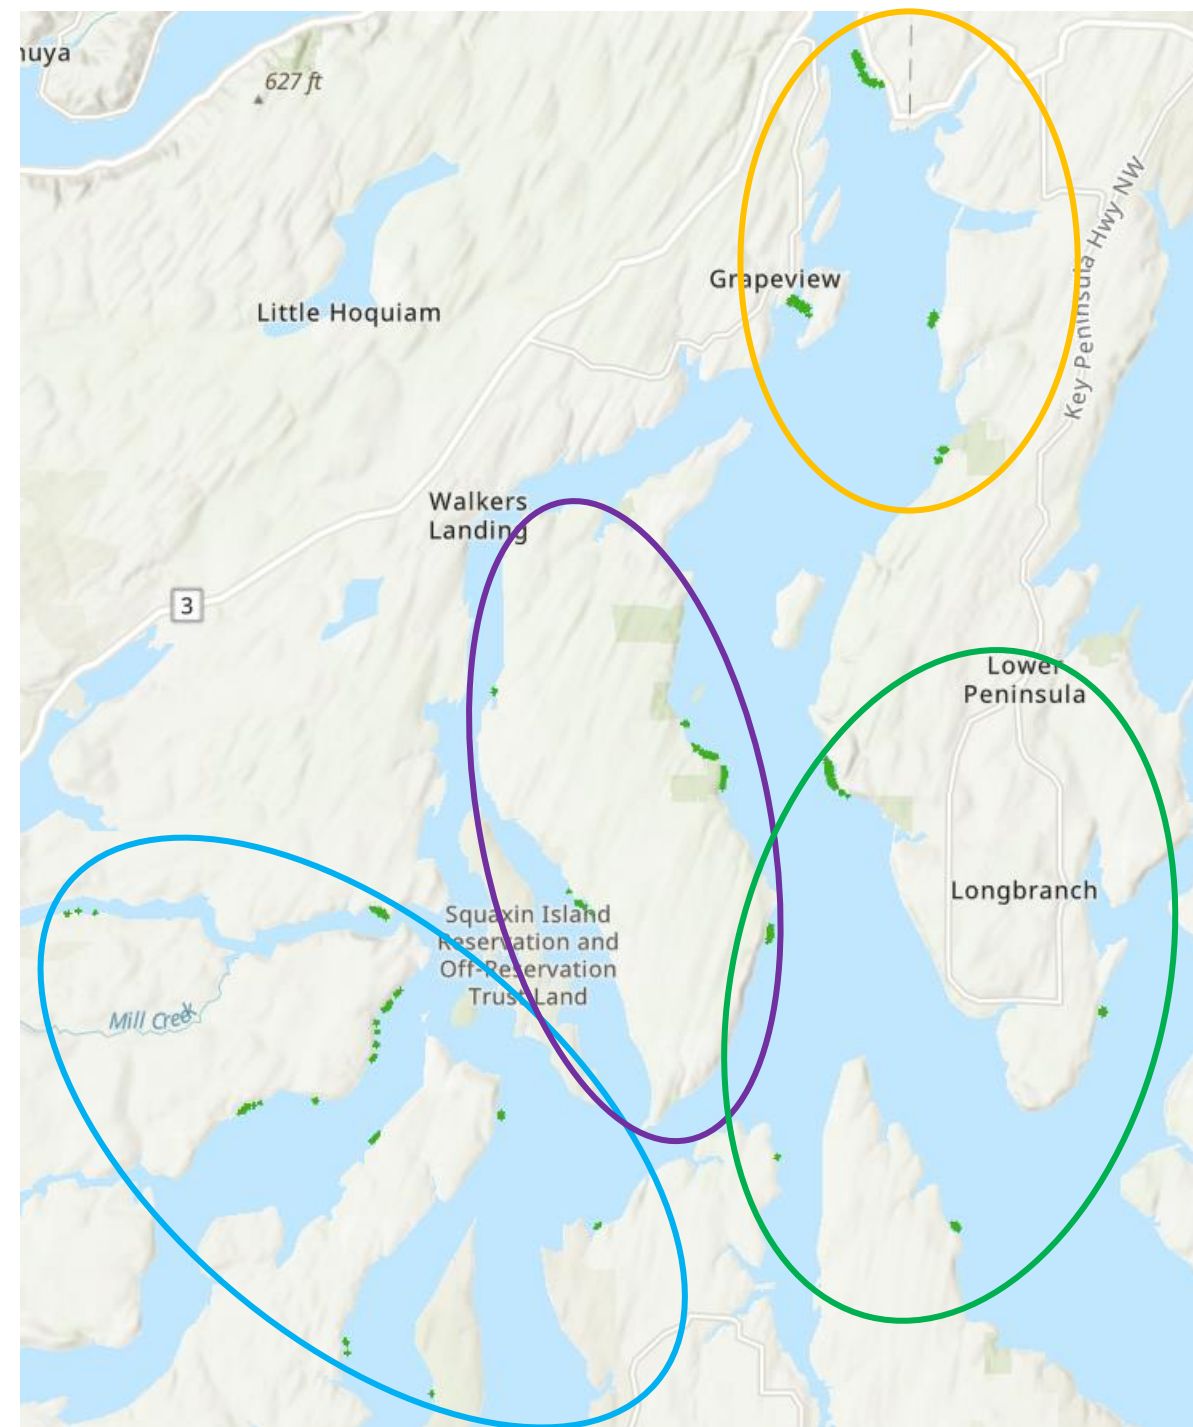 627 ft
Grapeview
Key Peninsula Hwy NW
Little Hoquiam
Walkers
Landing
3
Lower
Peninsula
Longbranch
Squaxin Island
Reservation and
Off-Reservation
Trust Land
Mill Creek